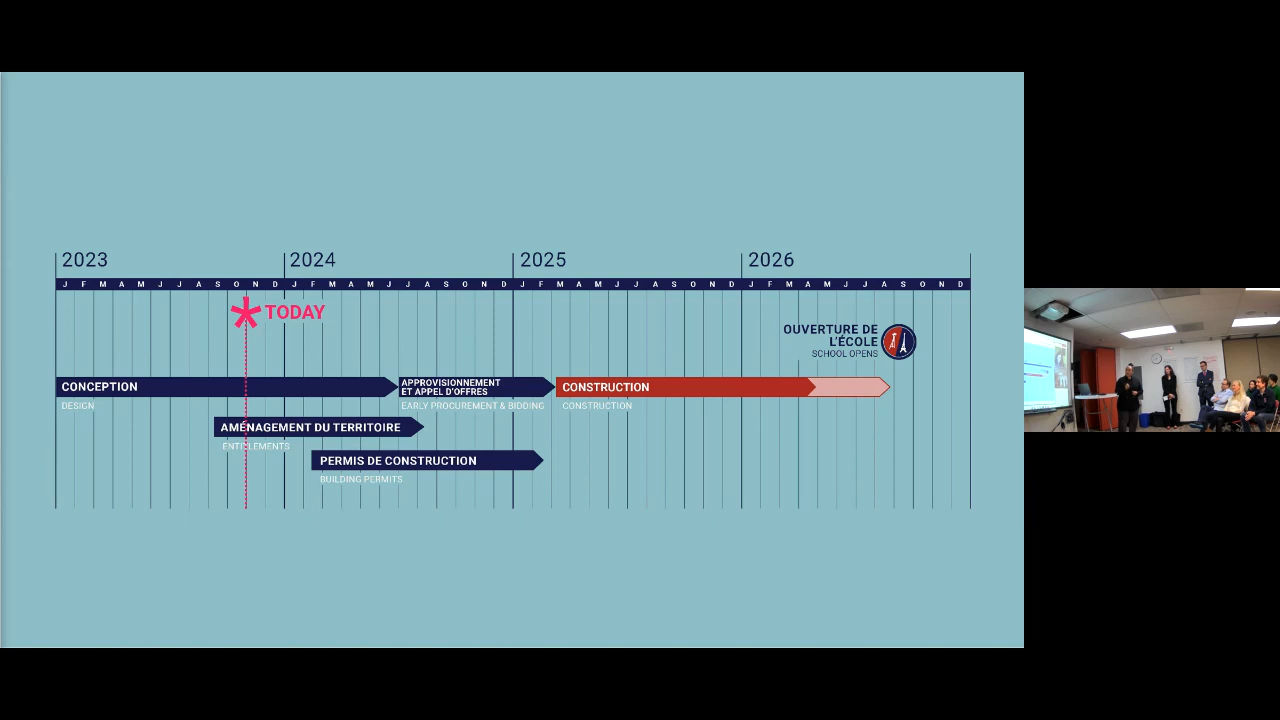 2023 2024 2025 2026
J F M A M J J A S O N D J F M A M J J A S O N D J F M A M J J A S O N D J F M A M J J A S O N D
TODAY
OUVERTURE DE
L'ÉCOLE
SCHOOL OPENS
CONCEPTION
DESIGN
APPROVISIONNEMENT
ET APPEL D'OFFRES
EARLY PROCUREMENT & BIDDING
CONSTRUCTION
CONSTRUCTION
AMÉNAGEMENT DU TERRITOIRE
ENTITLEMENTS
PERMIS DE CONSTRUCTION
BUILDING PERMITS